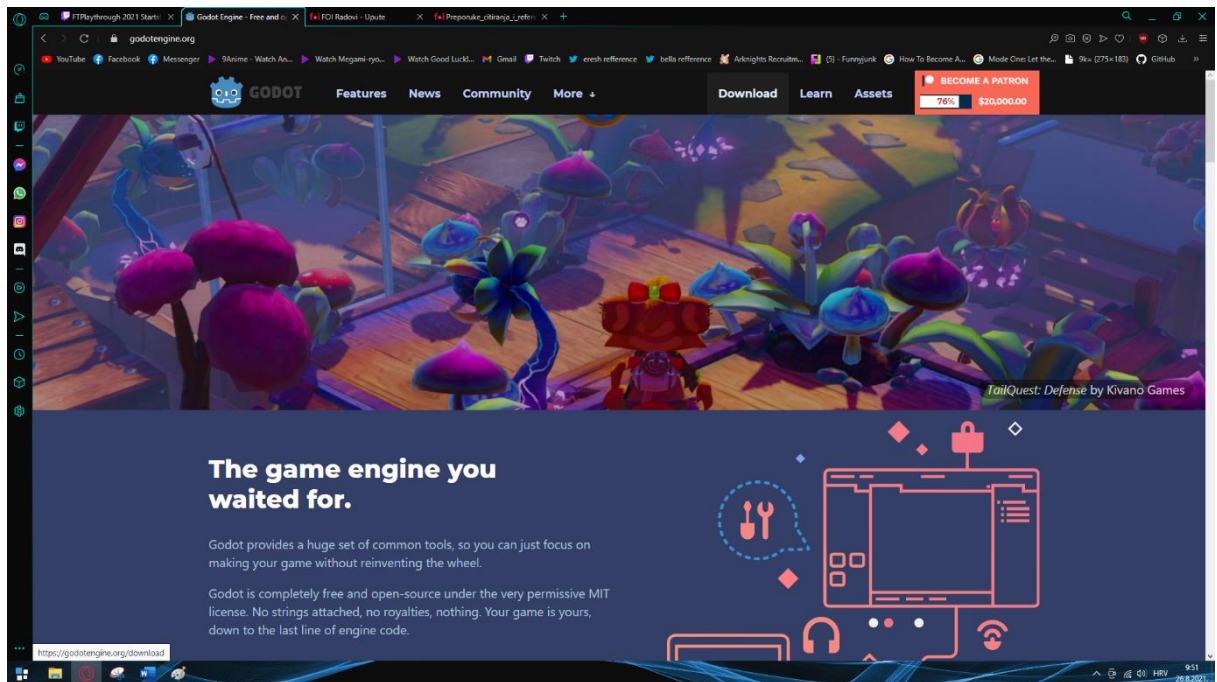 FTPlaythrough 2021 Starts!
Godot Engine - Free and op
FOI Radovi - Upute
Preporuke_citiranja_i_referen
godotengine.org
YouTube Facebook Messenger 9Anime - Watch An... Watch Megami-ryo... Watch Good Luck!... Gmail Twitch eresh refference bella refference Arknights Recruitm... (5) - Funnyjunk How To Become A... Mode One: Let the... 9k= (275×183) GitHub
GODOT Features News Community More Download Learn Assets
BECOME A PATRON
76% $20,000.00
TailQuest: Defense by Kivano Games
The game engine you
waited for.
Godot provides a huge set of common tools, so you can just focus on
making your game without reinventing the wheel.
Godot is completely free and open-source under the very permissive MIT
license. No strings attached, no royalties, nothing. Your game is yours,
down to the last line of engine code.
https://godotengine.org/download
HRV
9:51
26.8.2021.